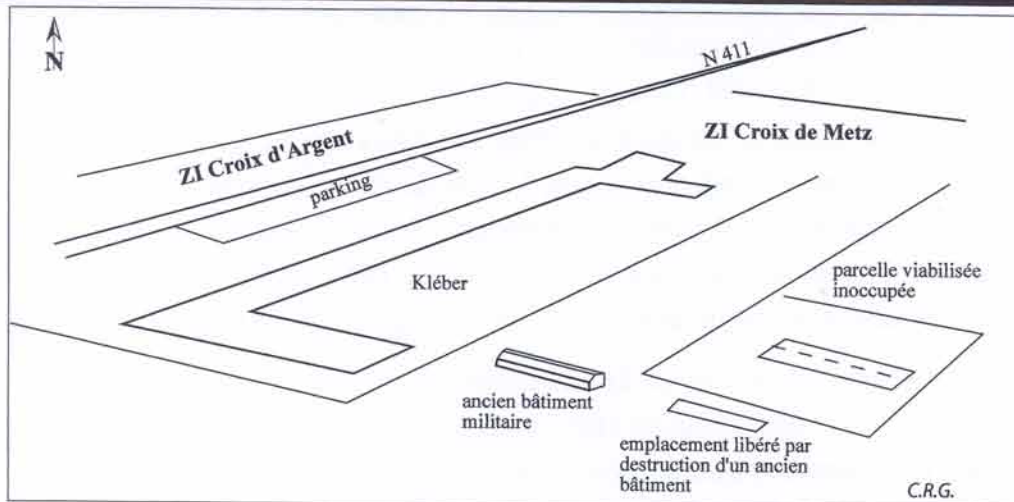 N
N 411
ZI Croix d'Argent
ZI Croix de Metz
parking
Kléber
parcelle viabilisée
inoccupée
ancien bâtiment
militaire
emplacement libéré par
destruction d'un ancien
bâtiment
C.R.G.